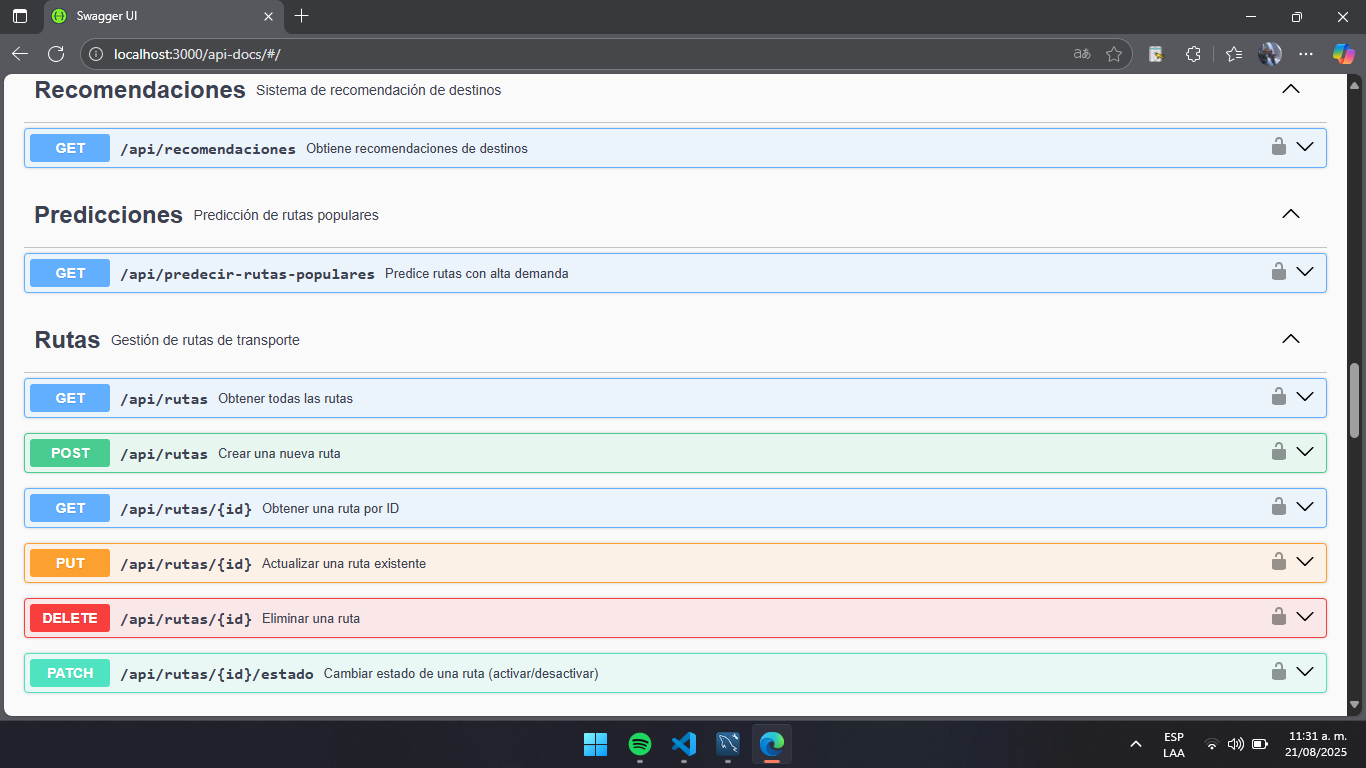 Swagger UI
localhost:3000/api-docs/#/
Recomendaciones Sistema de recomendación de destinos
GET /api/recomendaciones Obtiene recomendaciones de destinos
Predicciones Predicción de rutas populares
GET /api/predecir-rutas-populares Predice rutas con alta demanda
Rutas Gestión de rutas de transporte
GET /api/rutas Obtener todas las rutas
POST /api/rutas Crear una nueva ruta
GET /api/rutas/{id} Obtener una ruta por ID
PUT /api/rutas/{id} Actualizar una ruta existente
DELETE /api/rutas/{id} Eliminar una ruta
PATCH /api/rutas/{id}/estado Cambiar estado de una ruta (activar/desactivar)
ESP 11:31 a. m.
LAA 21/08/2025